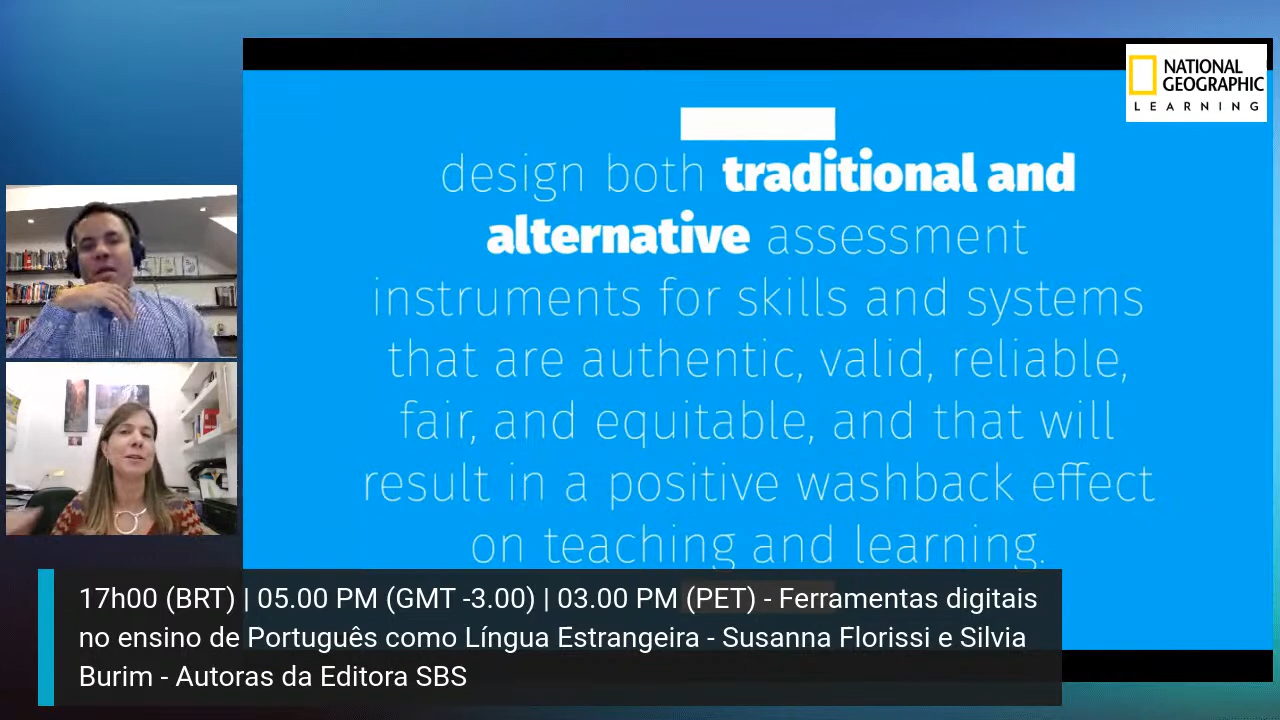 NATIONAL
GEOGRAPHIC
LEARNING
design both traditional and
alternative assessment
instruments for skills and systems
that are authentic, valid, reliable,
fair, and equitable, and that will
result in a positive washback effect
on teaching and learning.
17h00 (BRT) | 05.00 PM (GMT -3.00) | 03.00 PM (PET) - Ferramentas digitais
no ensino de Português como Língua Estrangeira - Susanna Florissi e Silvia
Burim - Autoras da Editora SBS